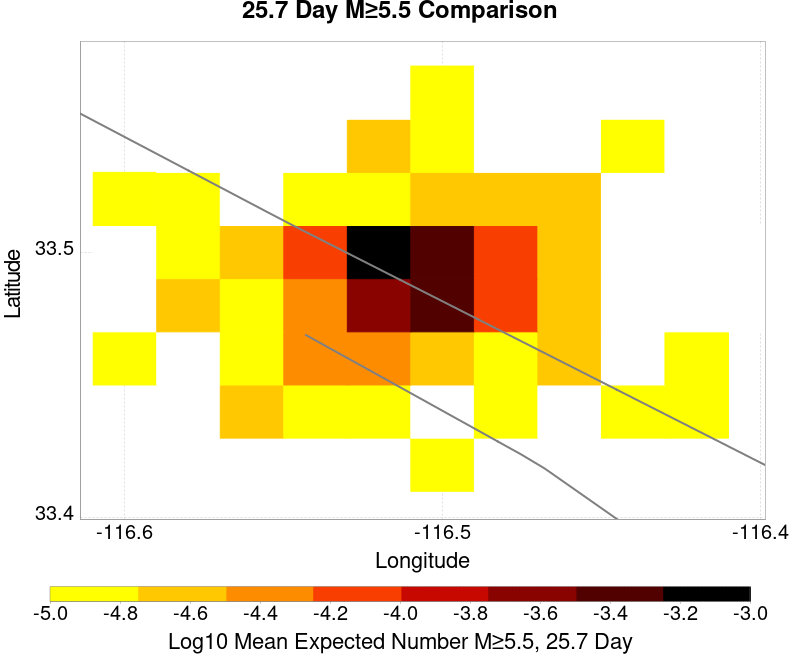 25.7 Day M≥5.5 Comparison
Latitude
33.5
33.4
-116.6 -116.5 -116.4
Longitude
-5.0 -4.8 -4.6 -4.4 -4.2 -4.0 -3.8 -3.6 -3.4 -3.2 -3.0
Log10 Mean Expected Number M≥5.5, 25.7 Day